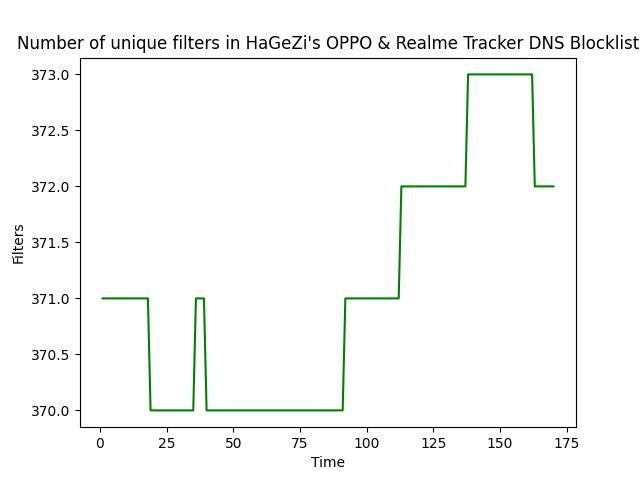 Number of unique filters in HaGeZi's OPPO & Realme Tracker DNS Blocklist
373.0
372.5
372.0
371.5
371.0
370.5
370.0
Filters
0 25 50 75 100 125 150 175
Time